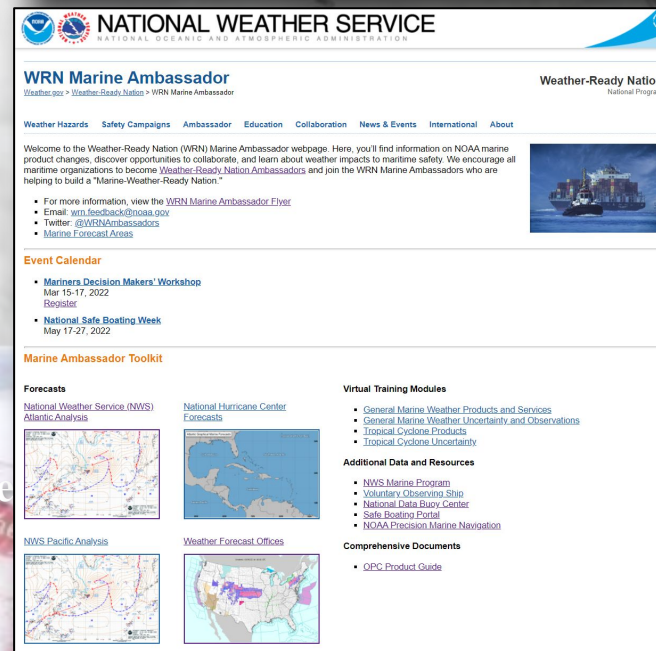 NATIONAL WEATHER SERVICE
NATIONAL OCEANIC AND ATMOSPHERIC ADMINISTRATION
WRN Marine Ambassador
Weather.gov > Weather-Ready Nation > WRN Marine Ambassador
Weather-Ready Nation
National Progra
Weather Hazards Safety Campaigns Ambassador Education Collaboration News & Events International About
Welcome to the Weather-Ready Nation (WRN) Marine Ambassador webpage. Here, you'll find information on NOAA marine
product changes, discover opportunities to collaborate, and learn about weather impacts to maritime safety. We encourage all
maritime organizations to become Weather-Ready Nation Ambassadors and join the WRN Marine Ambassadors who are
helping to build a "Marine-Weather-Ready Nation."
For more information, view the WRN Marine Ambassador Flyer
Email: wrn.feedback@noaa.gov
Twitter: @WRNAmbassadors
Marine Forecast Areas
Event Calendar
Mariners Decision Makers' Workshop
Mar 15-17, 2022
Register
National Safe Boating Week
May 17-27, 2022
Marine Ambassador Toolkit
Forecasts
National Weather Service (NWS)
Atlantic Analysis
National Hurricane Center
Forecasts
NWS Pacific Analysis
Weather Forecast Offices
Virtual Training Modules
General Marine Weather Products and Services
General Marine Weather Uncertainty and Observations
Tropical Cyclone Products
Tropical Cyclone Uncertainty
Additional Data and Resources
NWS Marine Program
Voluntary Observing Ship
National Data Buoy Center
Safe Boating Portal
NOAA Precision Marine Navigation
Comprehensive Documents
OPC Product Guide